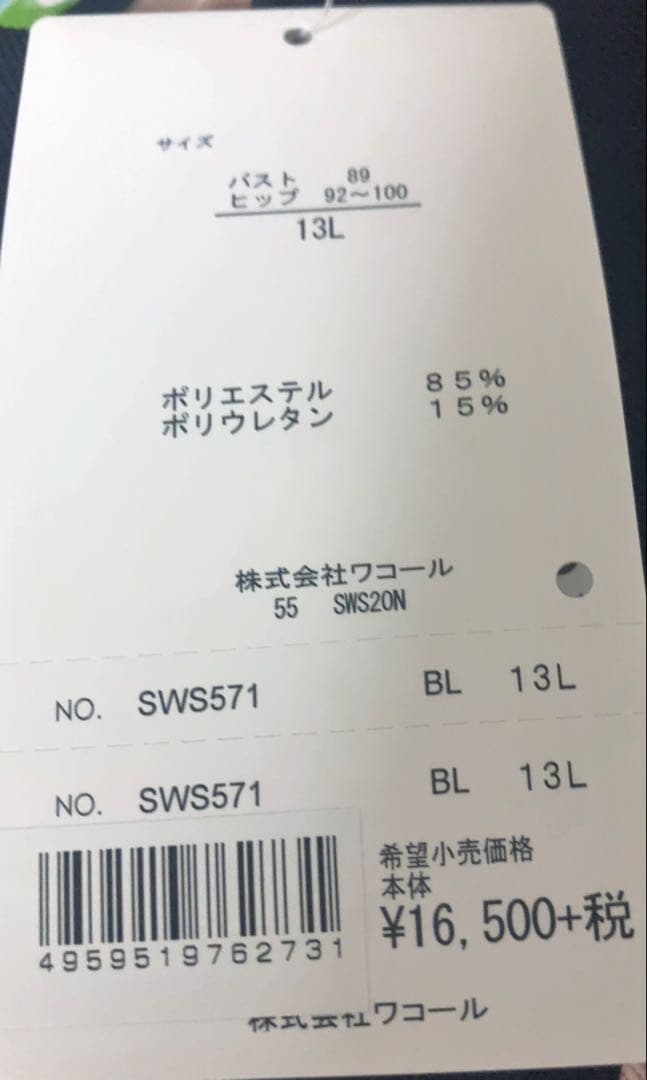 サイズ
バスト 89
ヒップ 92〜100
13L
ポリエステル 85%
ポリウレタン 15%
株式会社ワコール
55 SWS20N
NO. SWS571 BL 13L
NO. SWS571 BL 13L
希望小売価格
本体
¥16,500+税
4959519762731
株式会社ワコール